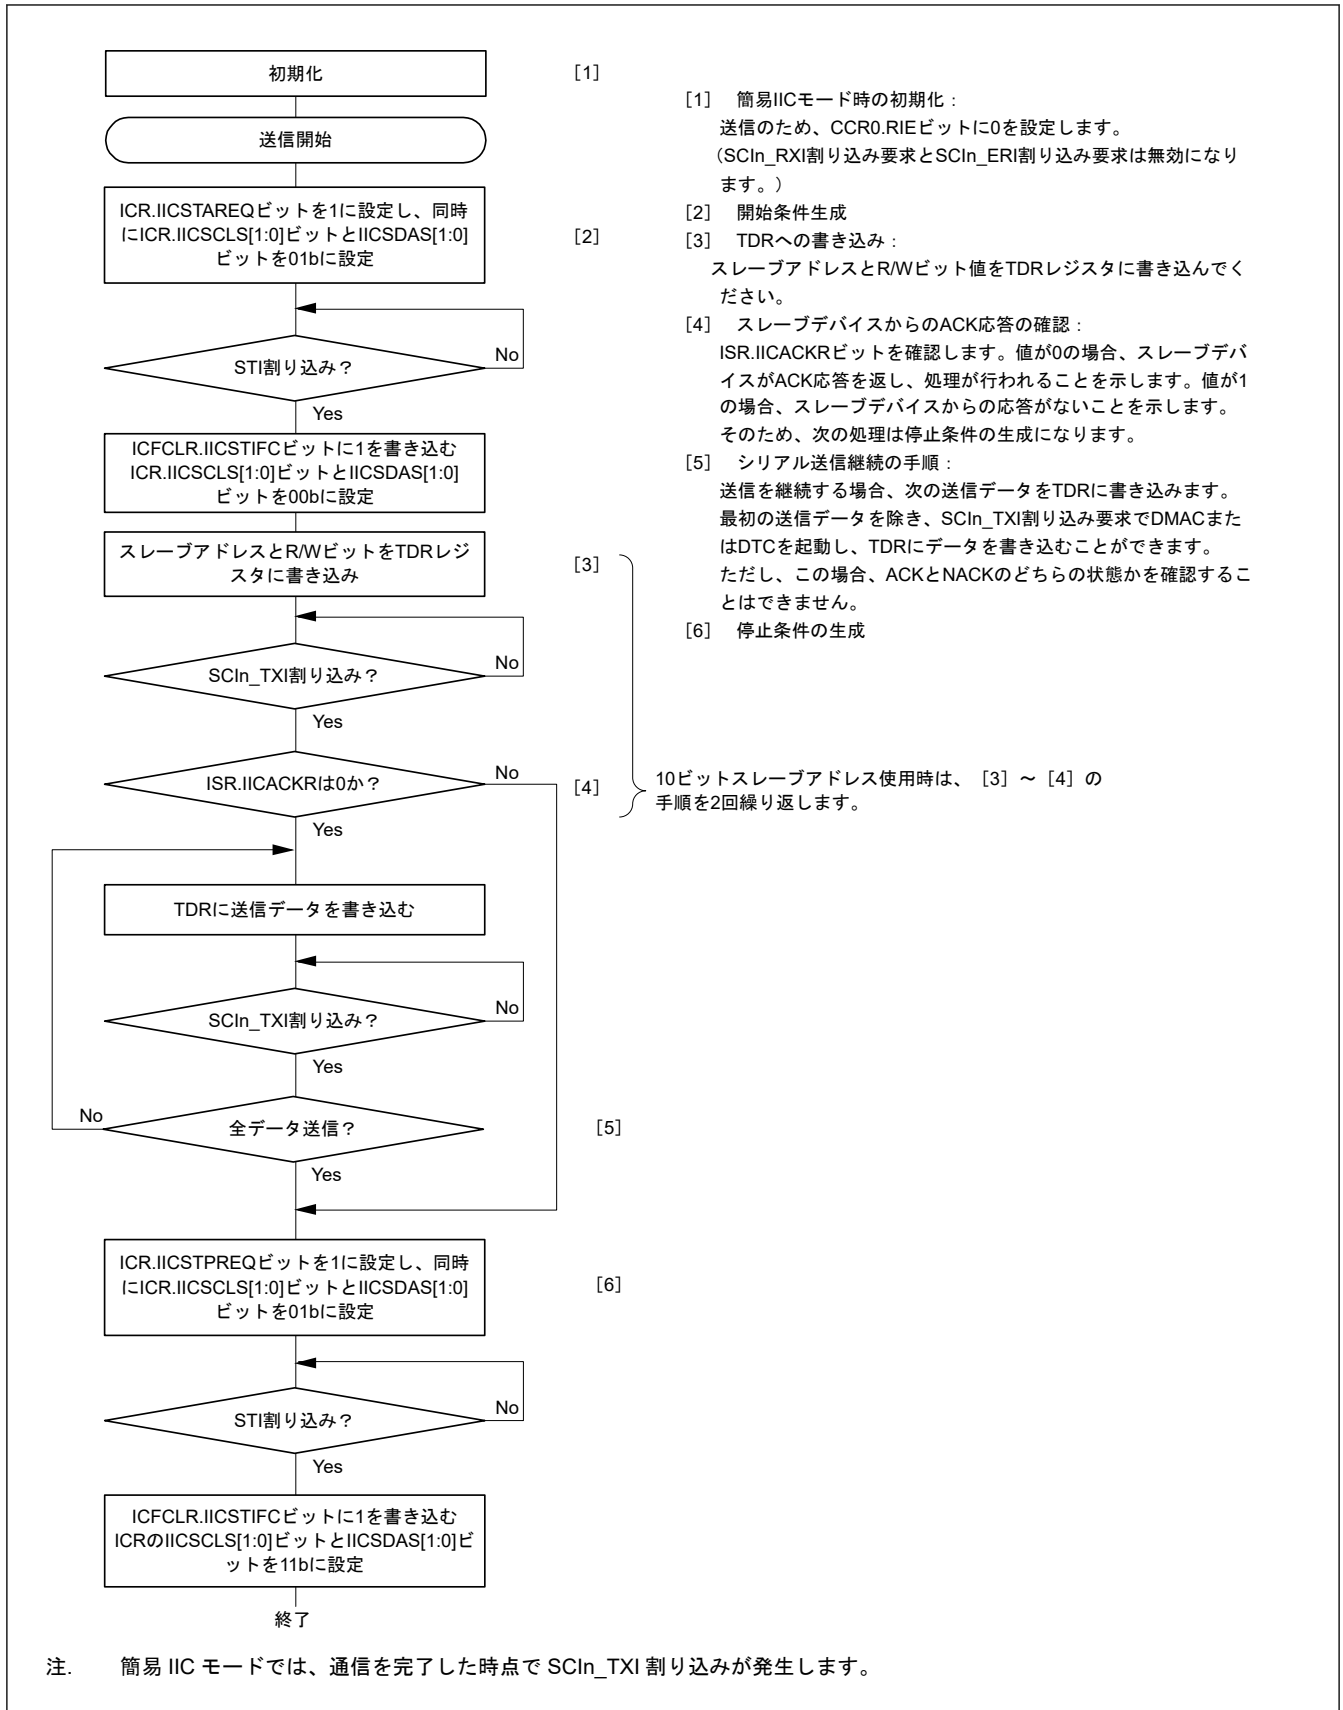 初期化
[1]
送信開始
ICR.IICSTAREQビットを1に設定し、同時
にICR.IICSCLS[1:0]ビットとIICSDAS[1:0]
ビットを01bに設定
[2]
STI割り込み？
No
Yes
ICFCLR.IICSTIFCビットに1を書き込む
ICR.IICSCLS[1:0]ビットとIICSDAS[1:0]
ビットを00bに設定
スレーブアドレスとR/WビットをTDRレジ
スタに書き込み
[3]
SCIn_TXI割り込み？
No
Yes
ISR.IICACKRは0か？
No
[4]
Yes
10ビットスレーブアドレス使用時は、［3］～［4］の
手順を2回繰り返します。
TDRに送信データを書き込む
SCIn_TXI割り込み？
No
Yes
全データ送信？
No
[5]
Yes
ICR.IICSTPREQビットを1に設定し、同時
にICR.IICSCLS[1:0]ビットとIICSDAS[1:0]
ビットを01bに設定
[6]
STI割り込み？
No
Yes
ICFCLR.IICSTIFCビットに1を書き込む
ICRのIICSCLS[1:0]ビットとIICSDAS[1:0]ビ
ットを11bに設定
終了
［1］　簡易IICモード時の初期化：
送信のため、CCR0.RIEビットに0を設定します。
（SCIn_RXI割り込み要求とSCIn_ERI割り込み要求は無効になり
ます。）
［2］　開始条件生成
［3］　TDRへの書き込み：
スレーブアドレスとR/Wビット値をTDRレジスタに書き込んでく
ださい。
［4］　スレーブデバイスからのACK応答の確認：
ISR.IICACKRビットを確認します。値が0の場合、スレーブデバ
イスがACK応答を返し、処理が行われることを示します。値が1
の場合、スレーブデバイスからの応答がないことを示します。
そのため、次の処理は停止条件の生成になります。
［5］　シリアル送信継続の手順：
送信を継続する場合、次の送信データをTDRに書き込みます。
最初の送信データを除き、SCIn_TXI割り込み要求でDMACまた
はDTCを起動し、TDRにデータを書き込むことができます。
ただし、この場合、ACKとNACKのどちらの状態かを確認するこ
とはできません。
［6］　停止条件の生成
注.　簡易 IIC モードでは、通信を完了した時点で SCIn_TXI 割り込みが発生します。